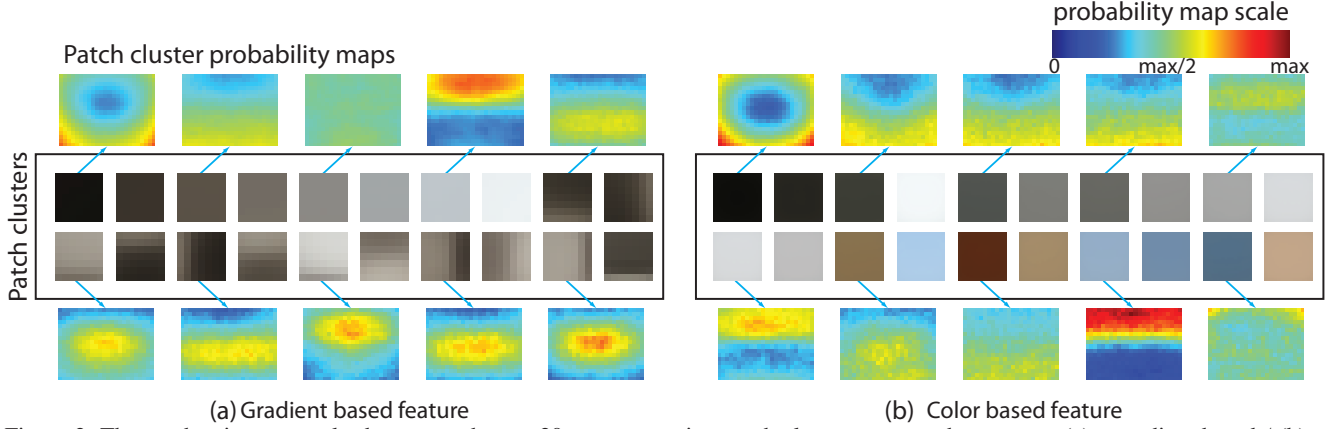 probability map scale
Patch cluster probability maps
0 max/2 max
Patch clusters
(a) Gradient based feature
(b) Color based feature